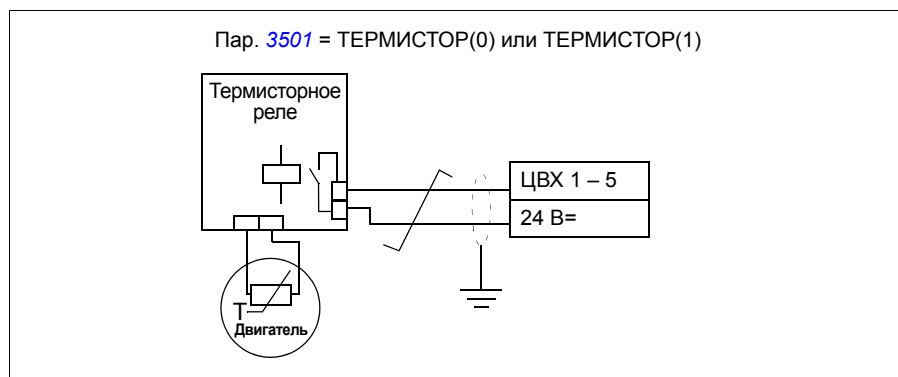 Пар. 3501 = ТЕРМИСТОР(0) или ТЕРМИСТОР(1)
Термисторное
реле
ЦВХ 1 – 5
24 В=
T
Двигатель